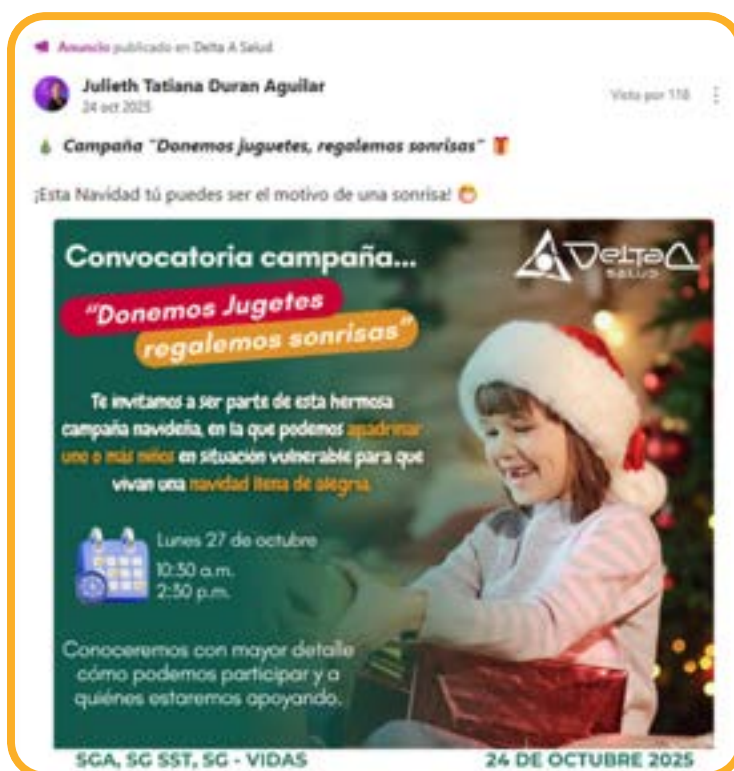 Anuncio publicado en Delta A Salud
Julieth Tatiana Duran Aguilar
24 oct 2025
Visto por 118
Campaña "Donemos juguetes, regalemos sonrisas"
¡Esta Navidad tú puedes ser el motivo de una sonrisa!
Convocatoria campaña...
DELTA A
SALUD
"Donemos Jugetes
regalemos sonrisas"
Te invitamos a ser parte de esta hermosa
campaña navideña, en la que podemos apadrinar
uno o más niños en situación vulnerable para que
vivan una navidad llena de alegría.
Lunes 27 de octubre
10:30 a.m.
2:30 p.m.
Conoceremos con mayor detalle
cómo podemos participar y a
quiénes estaremos apoyando.
SGA, SG SST, SG - VIDAS
24 DE OCTUBRE 2025